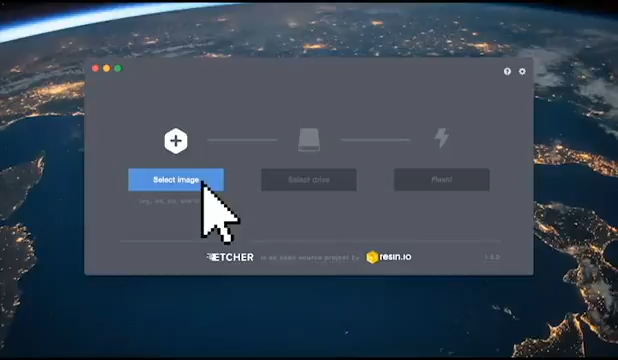 Select image
Select drive
Flash!
ETCHER is an open source project by resin.io